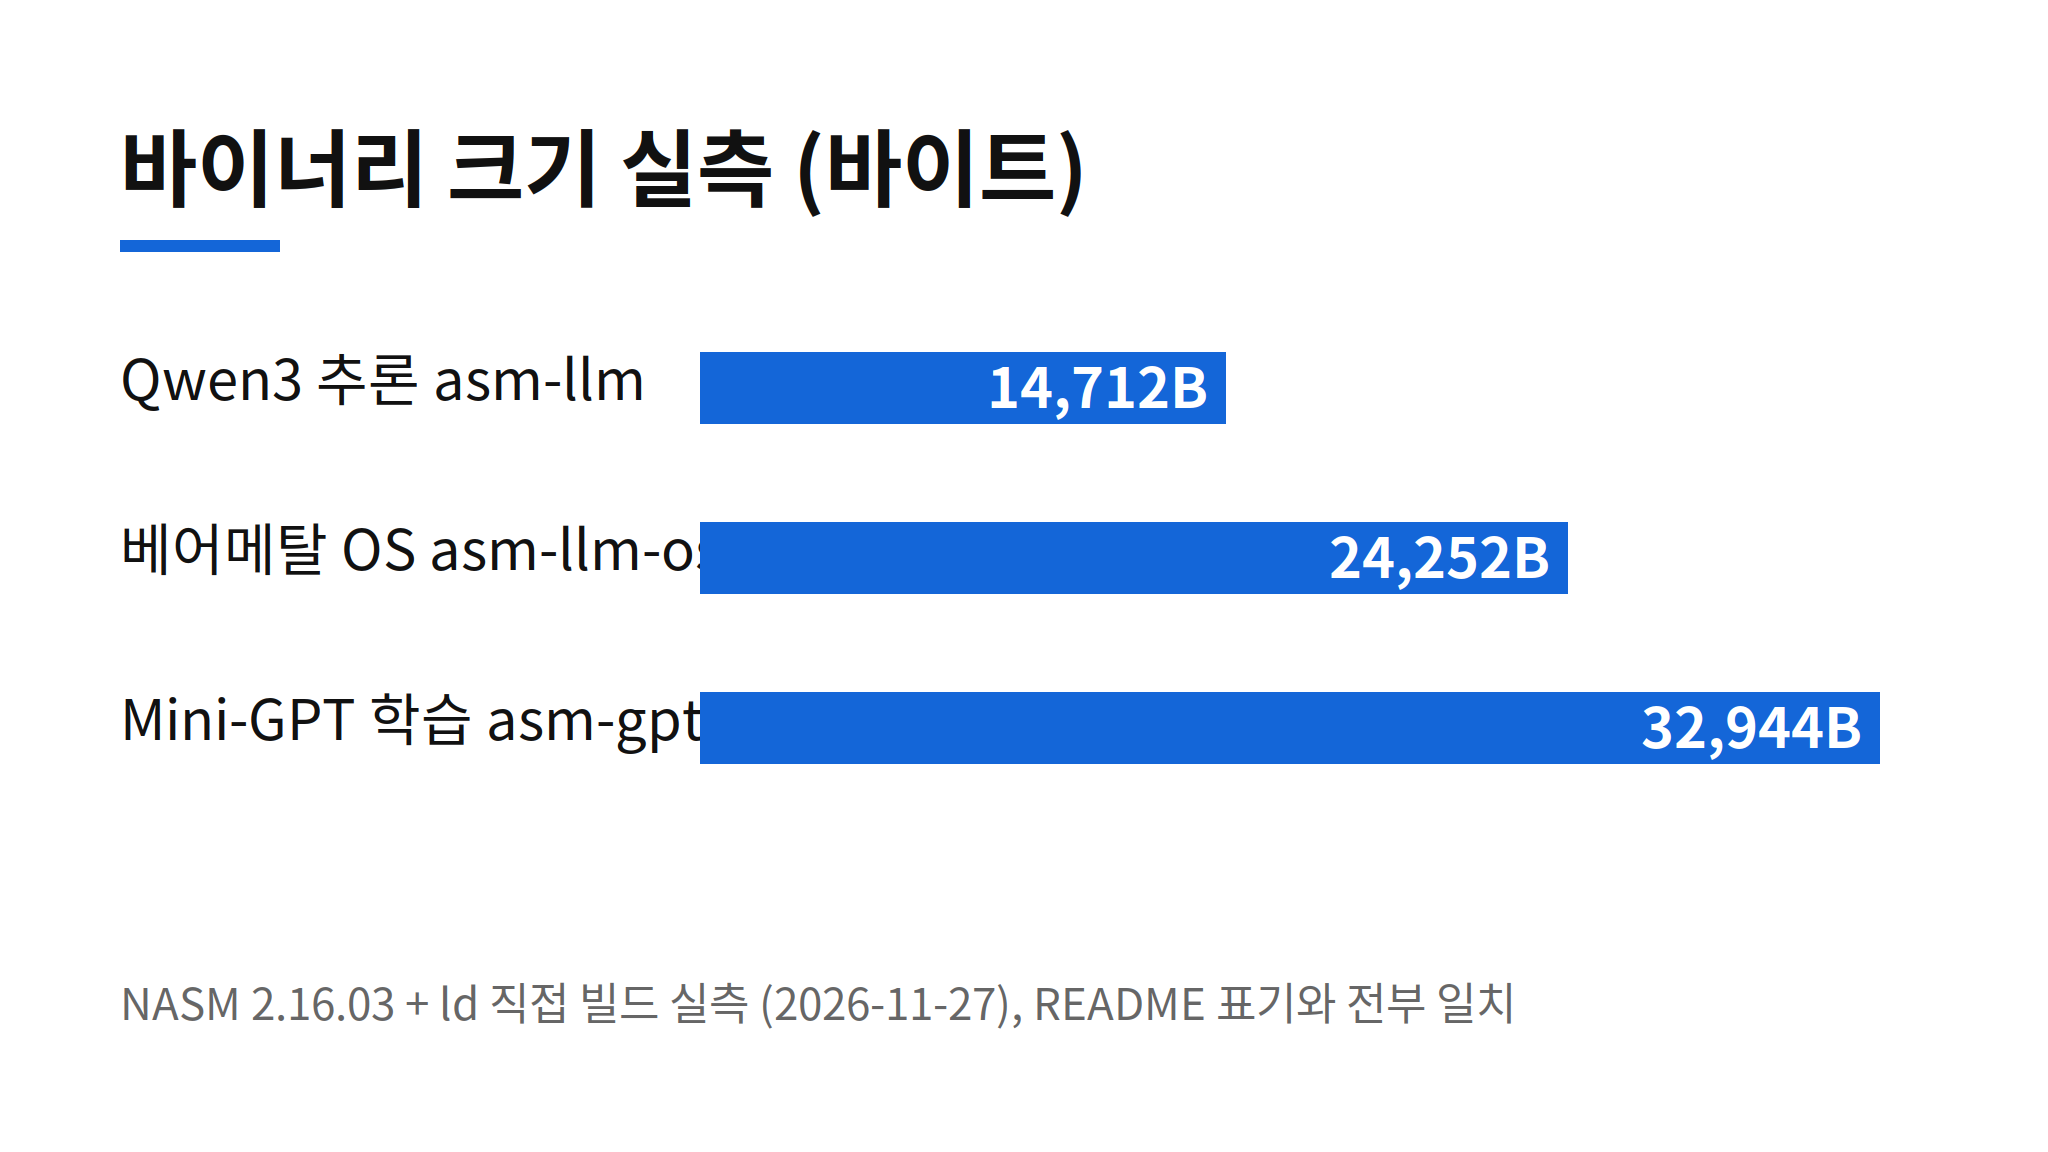 바이너리 크기 실측 (바이트)
Qwen3 추론 asm-llm
14,712B
베어메탈 OS asm-llm-os
24,252B
Mini-GPT 학습 asm-gpt
32,944B
NASM 2.16.03 + ld 직접 빌드 실측 (2026-11-27), README 표기와 전부 일치